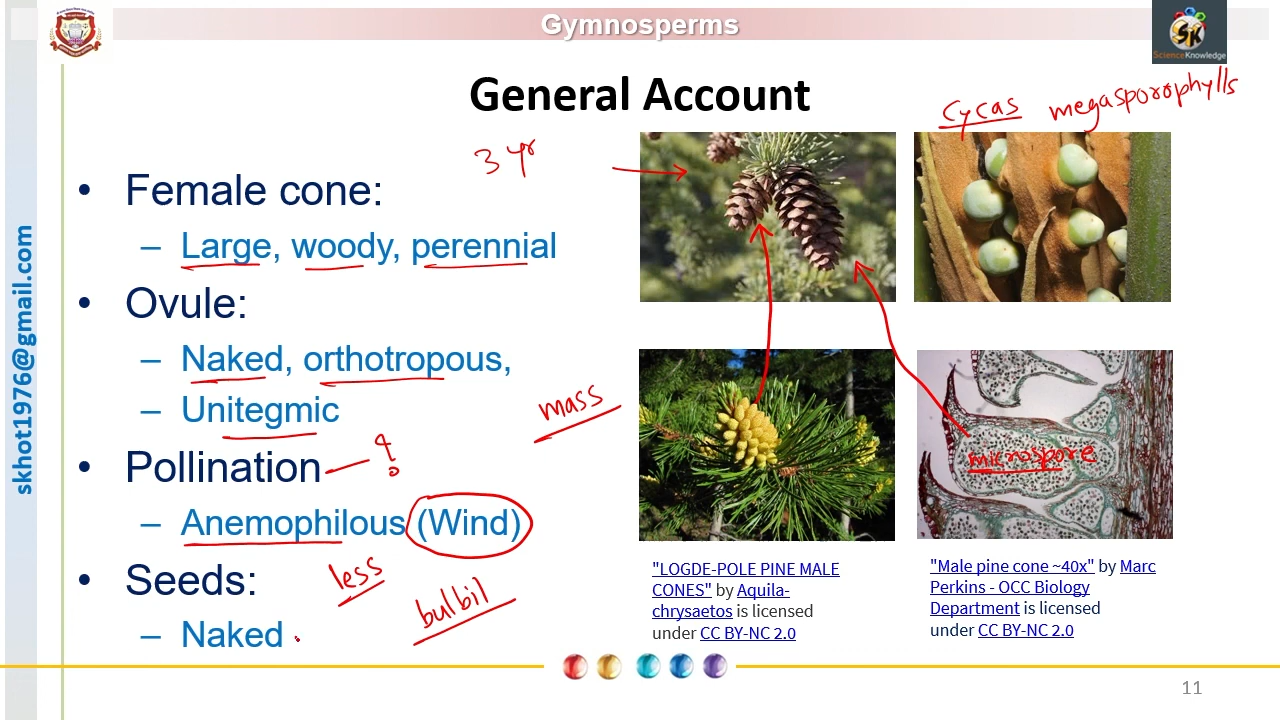 Gymnosperms
SK
ScienceKnowledge
General Account
cycas megasporophylls
3 yr
• Female cone:
– Large, woody, perennial
• Ovule:
– Naked, orthotropous,
– Unitegmic
mass
• Pollination
?
– Anemophilous (Wind)
• Seeds:
less
bulbil
– Naked
microspore
"LOGDE-POLE PINE MALE
CONES" by Aquila-
chrysaetos is licensed
under CC BY-NC 2.0
"Male pine cone ~40x" by Marc
Perkins - OCC Biology
Department is licensed
under CC BY-NC 2.0
skhot1976@gmail.com
11